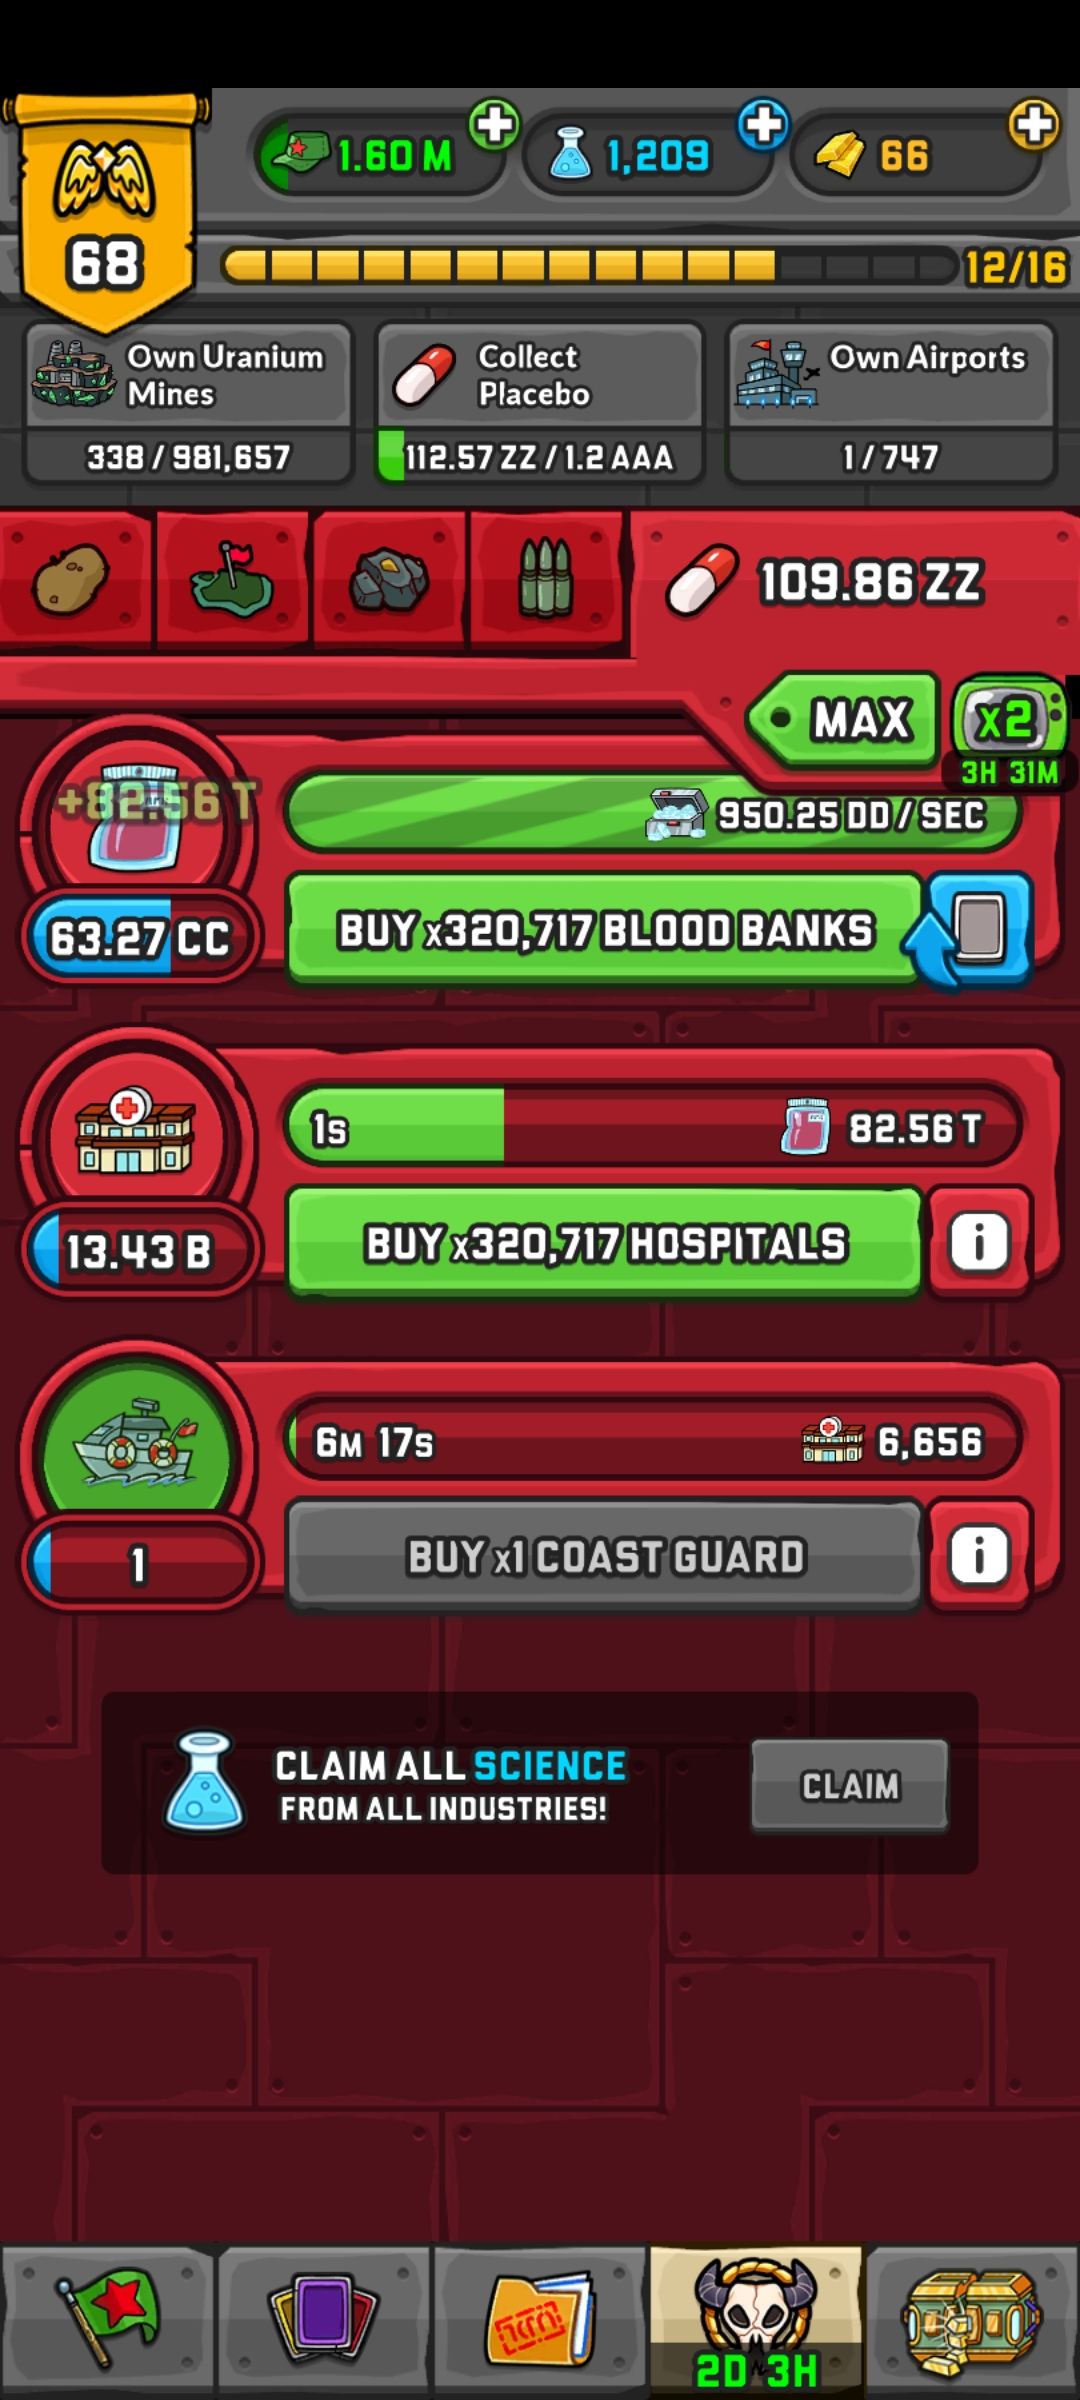 68
1.60 M
1,209
66
12/16
Own Uranium
Mines
338 / 981,657
Collect
Placebo
112.57 ZZ / 1.2 AAA
Own Airports
1 / 747
109.86 ZZ
MAX
x2
3H 31M
+82.56 T
950.25 DD / SEC
63.27 CC
BUY x320,717 BLOOD BANKS
1s
82.56 T
13.43 B
BUY x320,717 HOSPITALS
i
6M 17s
6,656
1
BUY x1 COAST GUARD
i
CLAIM ALL SCIENCE
FROM ALL INDUSTRIES!
CLAIM
2D 3H